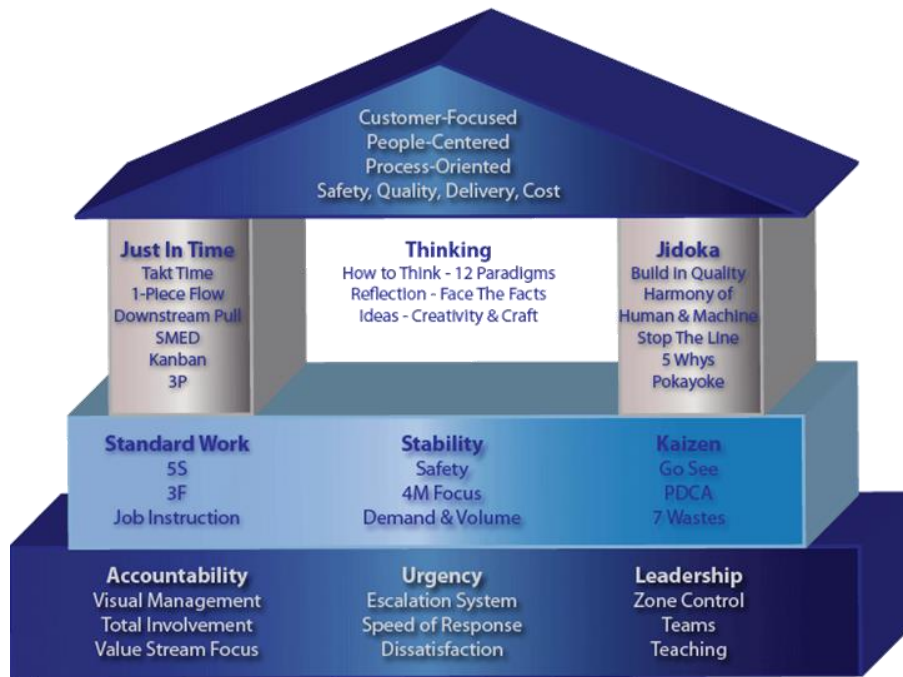 Customer-Focused
People-Centered
Process-Oriented
Safety, Quality, Delivery, Cost
Just In Time
Takt Time
1-Piece Flow
Downstream Pull
SMED
Kanban
3P
Thinking
How to Think - 12 Paradigms
Reflection - Face The Facts
Ideas - Creativity & Craft
Jidoka
Build In Quality
Harmony of
Human & Machine
Stop The Line
5 Whys
Pokayoke
Standard Work
5S
3F
Job Instruction
Stability
Safety
4M Focus
Demand & Volume
Kaizen
Go See
PDCA
7 Wastes
Accountability
Visual Management
Total Involvement
Value Stream Focus
Urgency
Escalation System
Speed of Response
Dissatisfaction
Leadership
Zone Control
Teams
Teaching